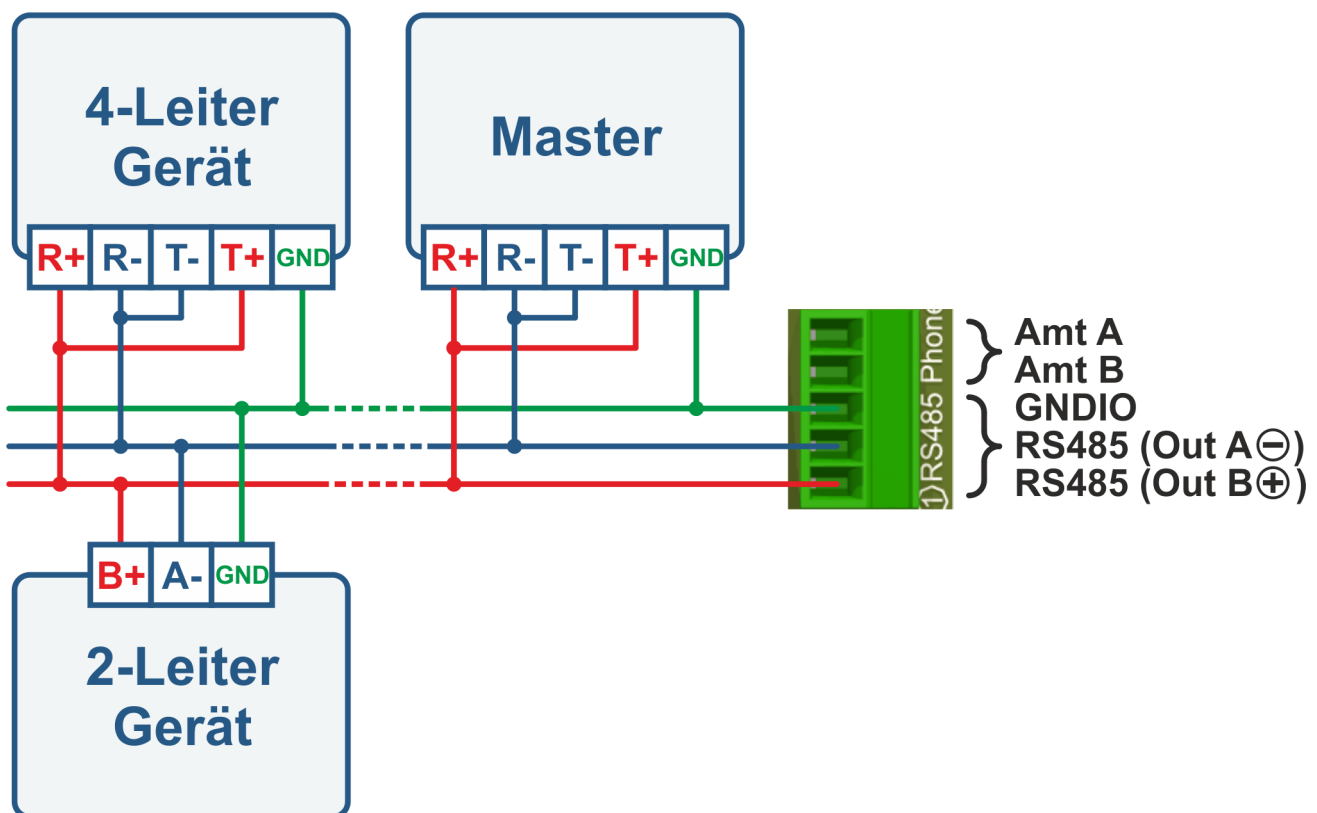 4-Leiter
Gerät
R+ R- T- T+ GND
Master
R+ R- T- T+ GND
1) RS485 Phone
Amt A
Amt B
GNDIO
RS485 (Out A⊖)
RS485 (Out B⊕)
B+ A- GND
2-Leiter
Gerät